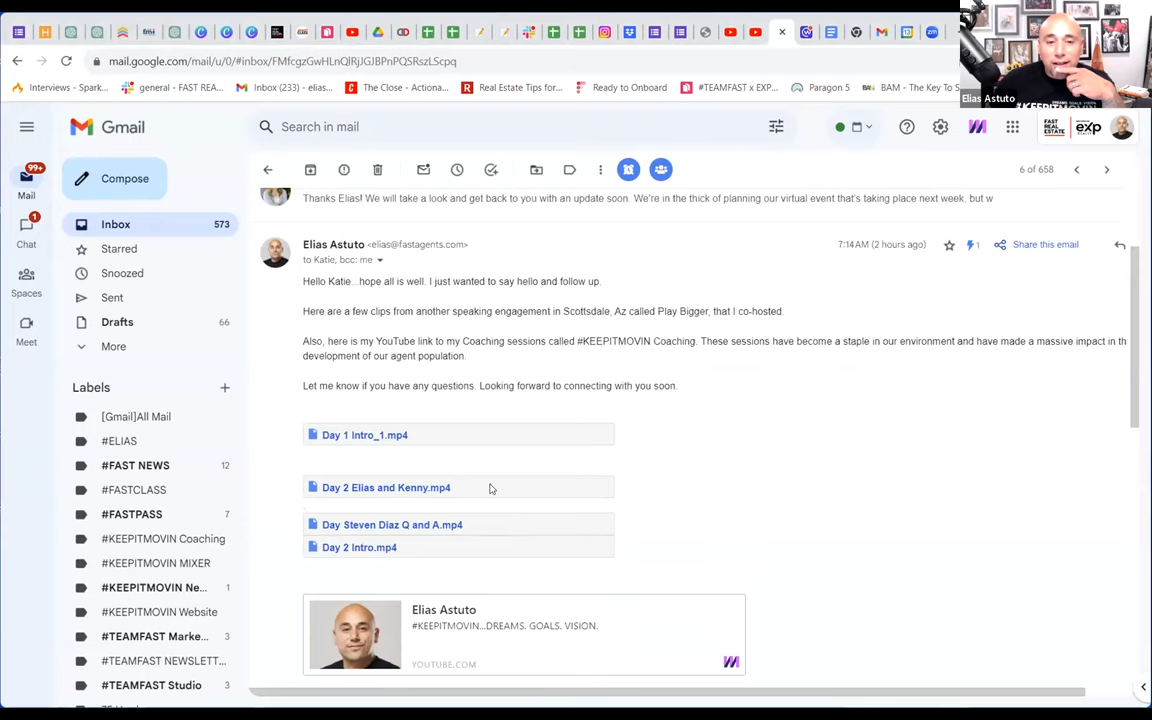 mail.google.com/mail/u/0/#inbox/FMfcgzGwHLnQlRjJGJBPnPQSRszLScpq
Interviews - Spark...
general - FAST REA...
Inbox (233) - elias...
The Close - Actiona...
Real Estate Tips for...
Ready to Onboard
#TEAMFAST x EXP...
Paragon 5
BAM - The Key To S
Elias Astuto
#KEEPITMOVIN
Gmail
Search in mail
FAST
REAL
ESTATE
exp
REALTY
99+
Mail
Compose
6 of 658
Thanks Elias! We will take a look and get back to you with an update soon. We're in the thick of planning our virtual event that's taking place next week, but w
Inbox 573
1
Chat
Starred
Elias Astuto <elias@fastagents.com>
7:14 AM (2 hours ago)
1
Share this email
to Katie, bcc: me
Snoozed
Spaces
Hello Katie...hope all is well. I just wanted to say hello and follow up.
Sent
Here are a few clips from another speaking engagement in Scottsdale, Az called Play Bigger, that I co-hosted.
Drafts 66
Meet
Also, here is my YouTube link to my Coaching sessions called #KEEPITMOVIN Coaching. These sessions have become a staple in our environment and have made a massive impact in th
More
development of our agent population.
Labels
Let me know if you have any questions. Looking forward to connecting with you soon.
[Gmail]All Mail
#ELIAS
Day 1 Intro_1.mp4
#FAST NEWS 12
#FASTCLASS
Day 2 Elias and Kenny.mp4
#FASTPASS 7
Day Steven Diaz Q and A.mp4
#KEEPITMOVIN Coaching
Day 2 Intro.mp4
#KEEPITMOVIN MIXER
#KEEPITMOVIN Ne... 1
#KEEPITMOVIN Website
#TEAMFAST Marke... 3
#TEAMFAST NEWSLETT...
#TEAMFAST Studio 3
Elias Astuto
#KEEPITMOVIN...DREAMS. GOALS. VISION.
YOUTUBE.COM